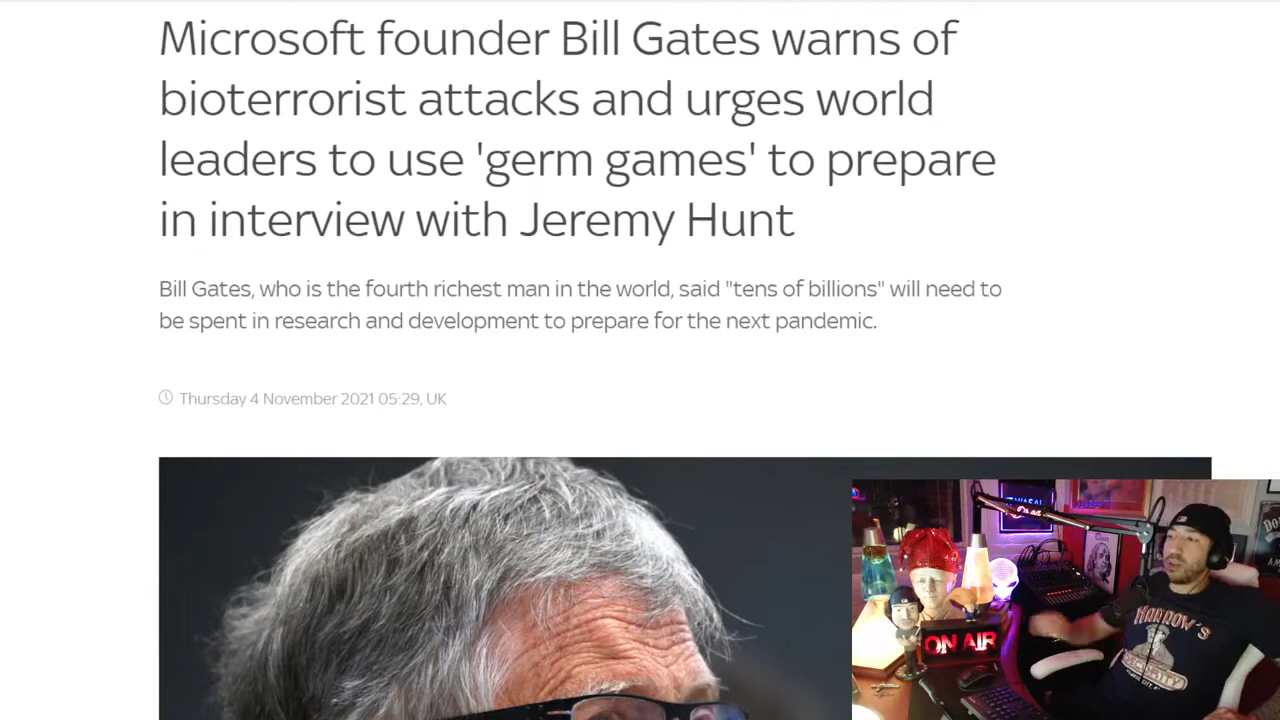 Microsoft founder Bill Gates warns of
bioterrorist attacks and urges world
leaders to use 'germ games' to prepare
in interview with Jeremy Hunt
Bill Gates, who is the fourth richest man in the world, said "tens of billions" will need to
be spent in research and development to prepare for the next pandemic.
Thursday 4 November 2021 05:29, UK
ON AIR